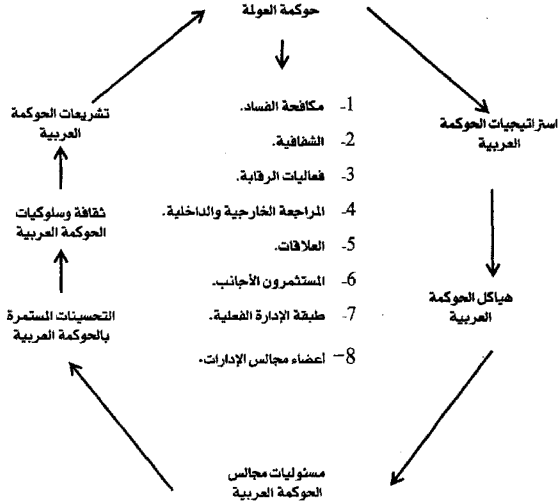 حوكمة العولمة
1- مكافحة الفساد.
2- الشفافية.
3- فعاليات الرقابة.
4- المراجعة الخارجية والداخلية.
5- العلاقات.
6- المستثمرون الأجانب.
7- طبقة الإدارة الفعلية.
8- أعضاء مجالس الإدارات.
استراتيجيات الحوكمة
العربية
هياكل الحوكمة
العربية
مسئوليات مجالس
الحوكمة العربية
التحسينات المستمرة
بالحوكمة العربية
ثقافة وسلوكيات
الحوكمة العربية
تشريعات الحوكمة
العربية